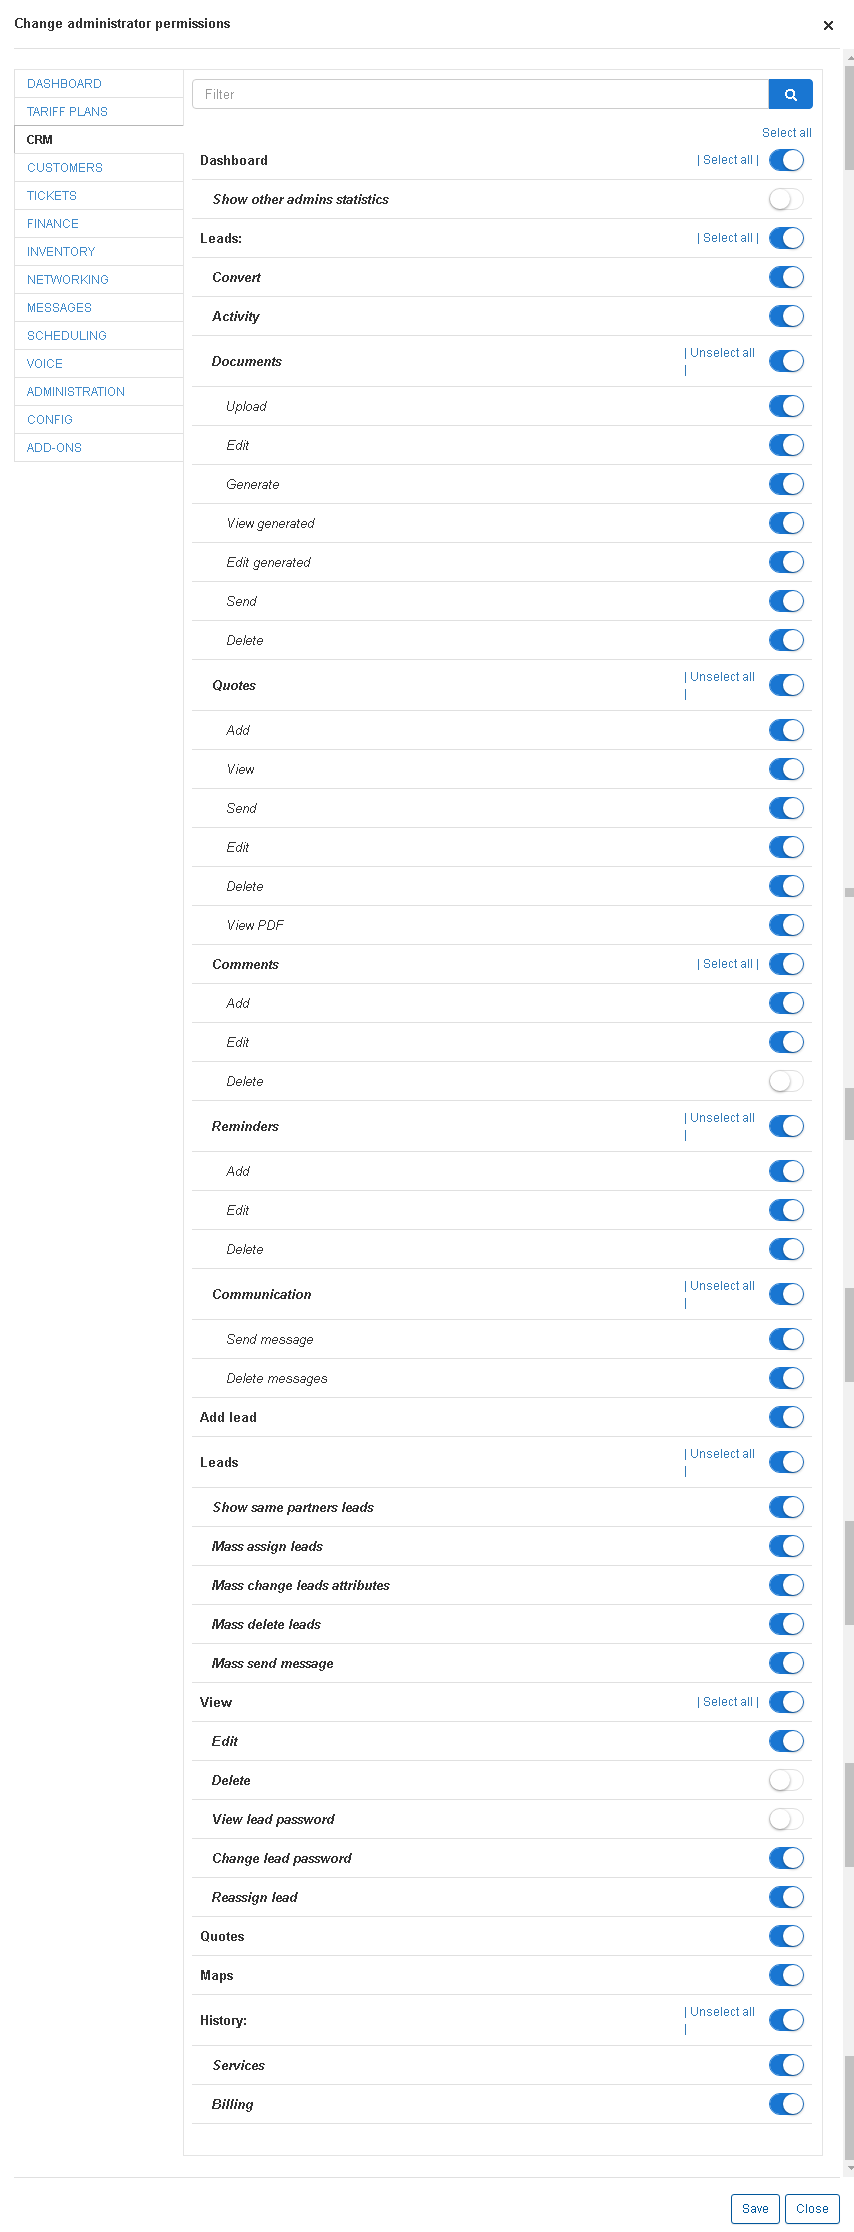 Change administrator permissions
×
DASHBOARD
TARIFF PLANS
CRM
CUSTOMERS
TICKETS
FINANCE
INVENTORY
NETWORKING
MESSAGES
SCHEDULING
VOICE
ADMINISTRATION
CONFIG
ADD-ONS
Filter
Select all
Dashboard | Select all |
Show other admins statistics
Leads: | Select all |
Convert
Activity
Documents | Unselect all
|
Upload
Edit
Generate
View generated
Edit generated
Send
Delete
Quotes | Unselect all
|
Add
View
Send
Edit
Delete
View PDF
Comments | Select all |
Add
Edit
Delete
Reminders | Unselect all
|
Add
Edit
Delete
Communication | Unselect all
|
Send message
Delete messages
Add lead
Leads | Unselect all
|
Show same partners leads
Mass assign leads
Mass change leads attributes
Mass delete leads
Mass send message
View | Select all |
Edit
Delete
View lead password
Change lead password
Reassign lead
Quotes
Maps
History: | Unselect all
|
Services
Billing
Save Close